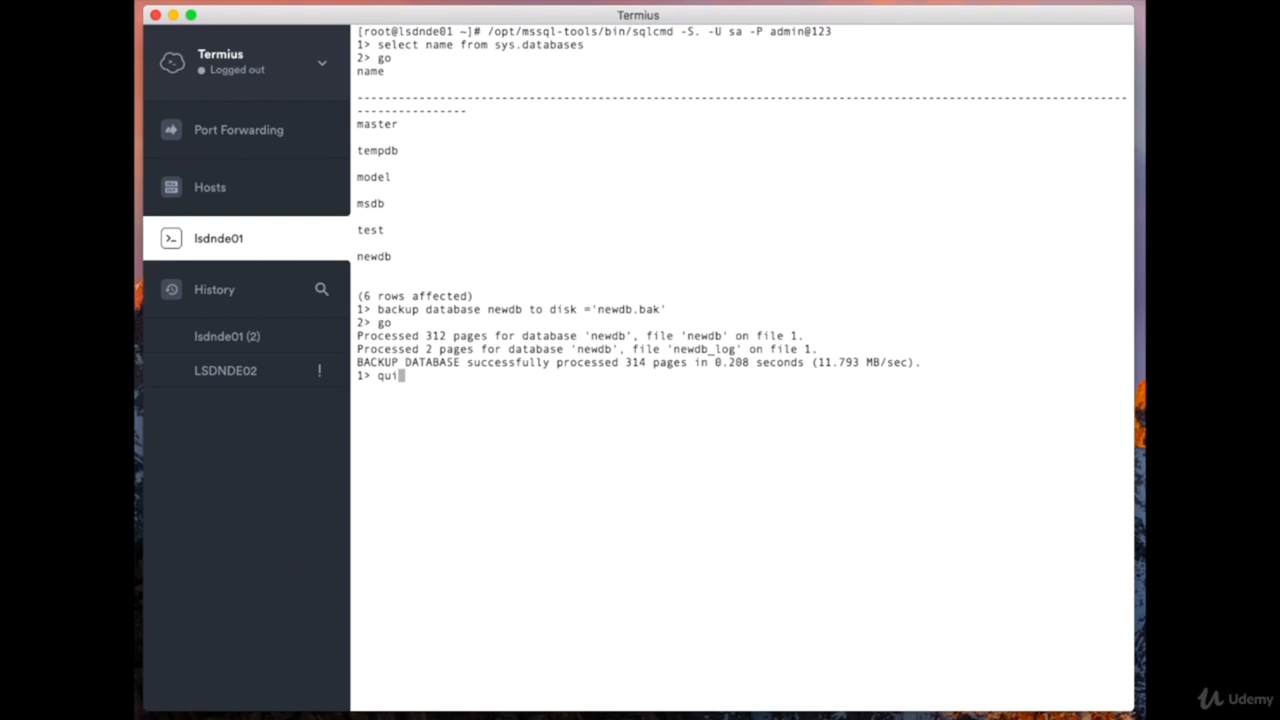 Termius
Termius
Logged out
Port Forwarding
Hosts
lsdnde01
History
lsdnde01 (2)
LSDNDE02 !
[root@lsdnde01 ~]# /opt/mssql-tools/bin/sqlcmd -S. -U sa -P admin@123
1> select name from sys.databases
2> go
name
----------------------------------------------------------------------------------------------------------------
----------------
master
tempdb
model
msdb
test
newdb
(6 rows affected)
1> backup database newdb to disk ='newdb.bak'
2> go
Processed 312 pages for database 'newdb', file 'newdb' on file 1.
Processed 2 pages for database 'newdb', file 'newdb_log' on file 1.
BACKUP DATABASE successfully processed 314 pages in 0.208 seconds (11.793 MB/sec).
1> qui
Udemy